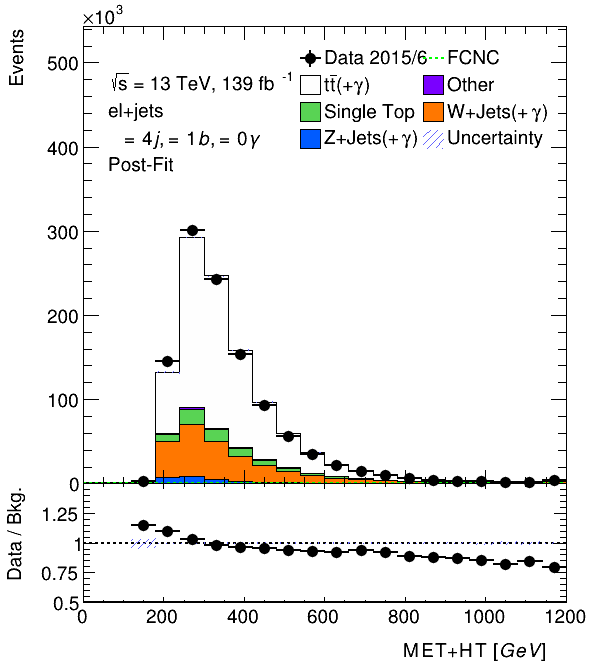 ×10³
Events
500
400
300
200
100
0
√s = 13 TeV, 139 fb⁻¹
el+jets
= 4j, = 1b, = 0γ
Post-Fit
Data 2015/6
FCNC
tt̄(+γ)
Other
Single Top
W+Jets(+γ)
Z+Jets(+γ)
Uncertainty
Data / Bkg.
1.25
1
0.75
0.5
0 200 400 600 800 1000 1200
MET+HT [GeV]